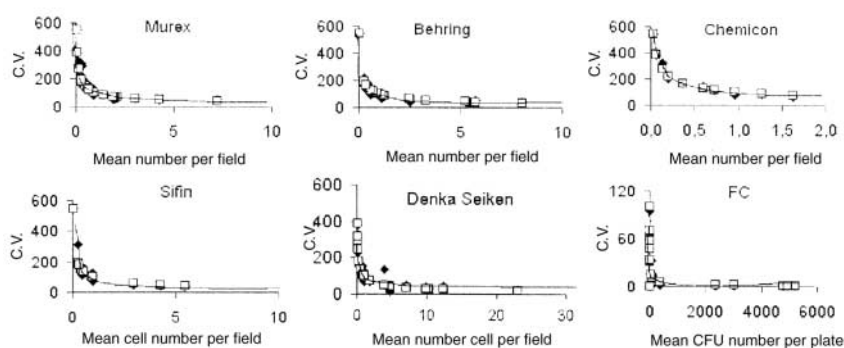 Murex
C.V.
600
400
200
0
0 5 10
Mean number per field
Behring
C.V.
600
400
200
0
0 5 10
Mean number per field
Chemicon
C.V.
600
400
200
0
0,0 0,5 1,0 1,5 2,0
Mean number per field
Sifin
C.V.
600
400
200
0
0 5 10
Mean cell number per field
Denka Seiken
C.V.
600
400
200
0
0 10 20 30
Mean number cell per field
FC
C.V.
120
60
0
0 2000 4000 6000
Mean CFU number per plate